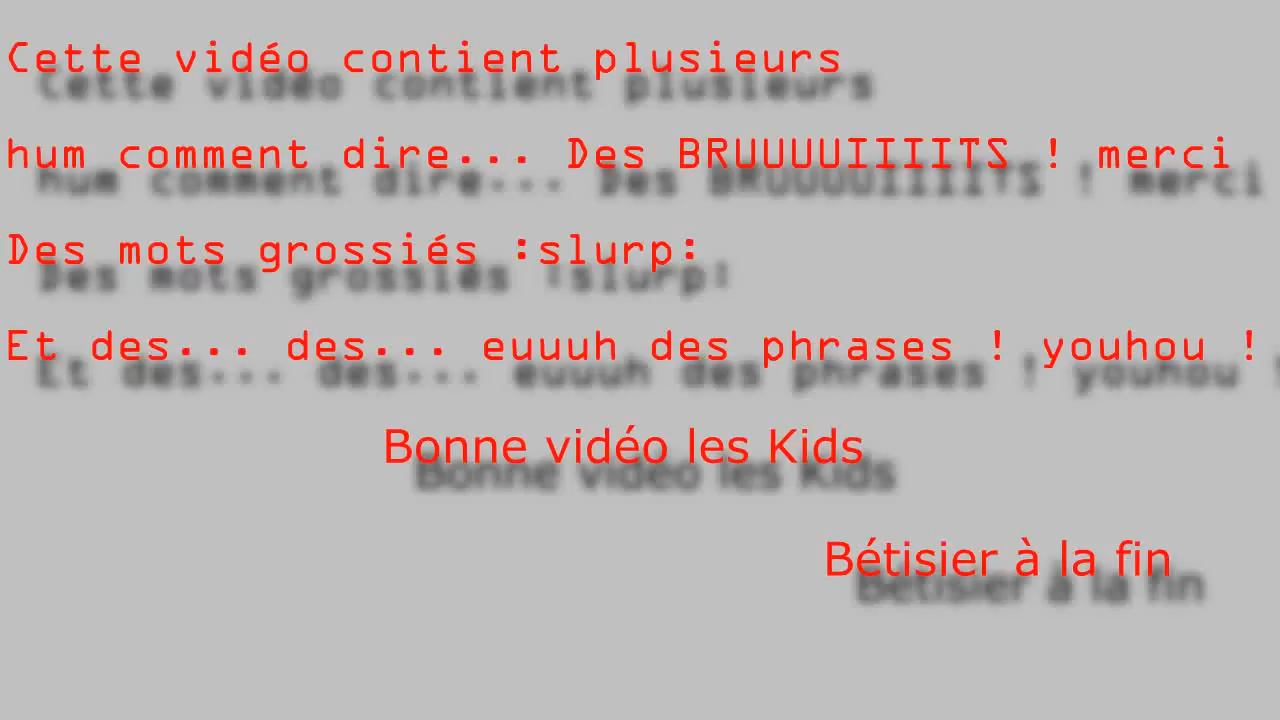 Cette vidéo contient plusieurs
hum comment dire... Des BRUUUUIIIITS ! merci
Des mots grossiés :slurp:
Et des... des... euuuh des phrases ! youhou !
Bonne vidéo les Kids
Bétisier à la fin